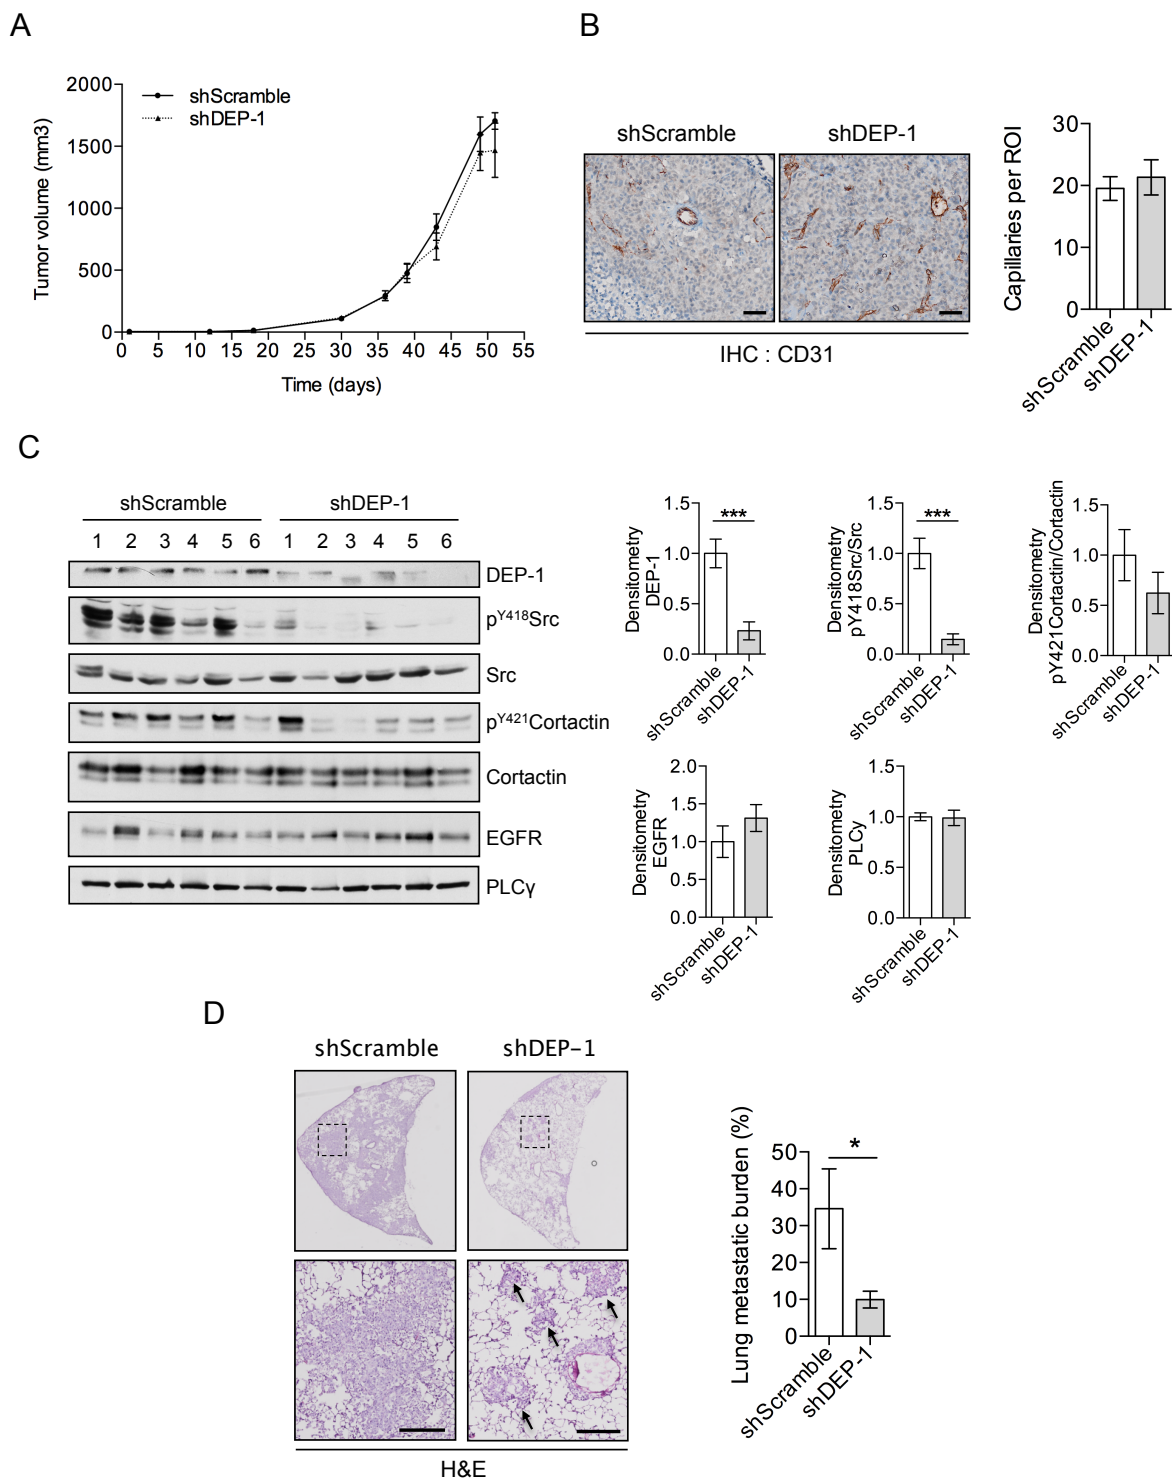 A
2000
1500
1000
500
0
Tumor volume (mm3)
shScramble
shDEP-1
0 5 10 15 20 25 30 35 40 45 50 55
Time (days)
B
shScramble shDEP-1
IHC : CD31
30
20
10
0
Capillaries per ROI
shScramble
shDEP-1
C
shScramble shDEP-1
1 2 3 4 5 6 1 2 3 4 5 6
DEP-1
pY418Src
Src
pY421Cortactin
Cortactin
EGFR
PLCγ
1.5
1.0
0.5
0.0
Densitometry
DEP-1
***
shScramble
shDEP-1
1.5
1.0
0.5
0.0
Densitometry
pY418Src/Src
***
shScramble
shDEP-1
1.5
1.0
0.5
0.0
Densitometry
pY421Cortactin/Cortactin
shScramble
shDEP-1
2.0
1.5
1.0
0.5
0.0
Densitometry
EGFR
shScramble
shDEP-1
1.5
1.0
0.5
0.0
Densitometry
PLCγ
shScramble
shDEP-1
D
shScramble shDEP-1
H&E
50
40
30
20
10
0
Lung metastatic burden (%)
*
shScramble
shDEP-1